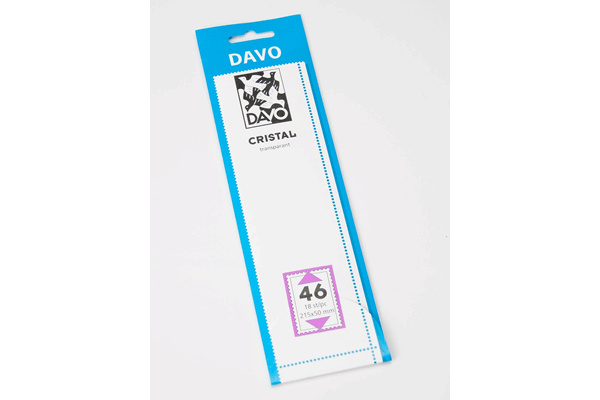 DAVO
DAVO
CRISTAL
transparant
46
18 strips
215x50 mm